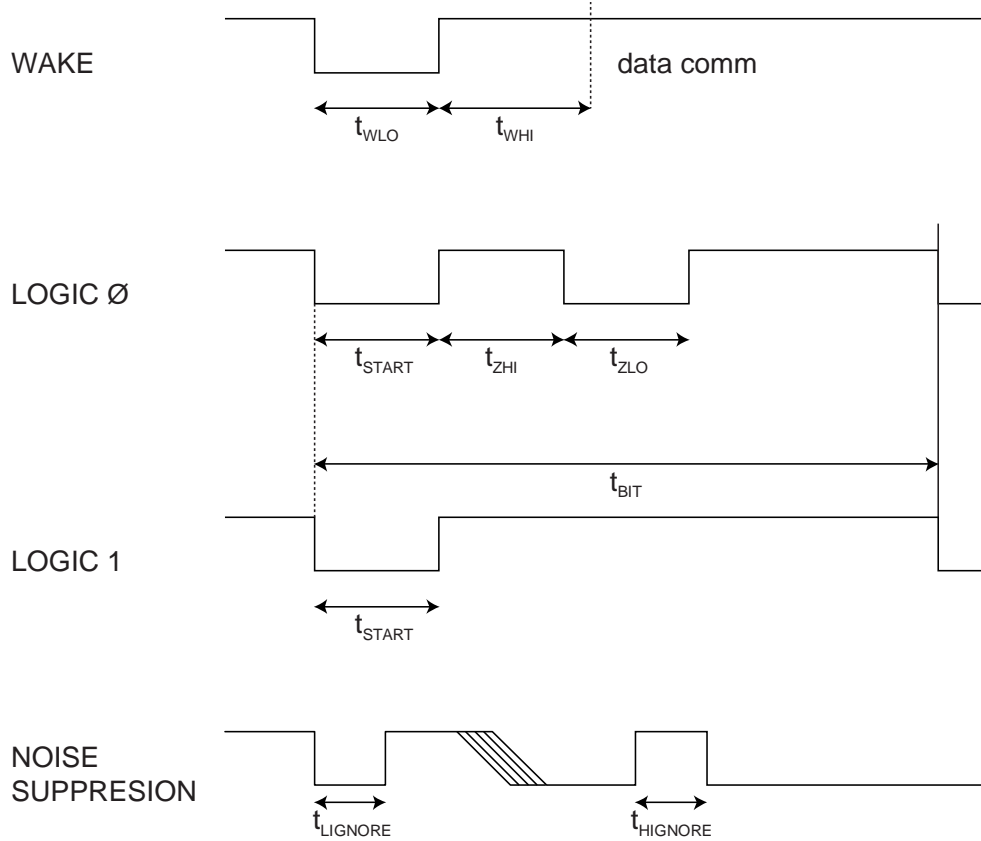 WAKE
data comm
tWLO tWHI
LOGIC Ø
tSTART tZHI tZLO
tBIT
LOGIC 1
tSTART
NOISE
SUPPRESION
tLIGNORE tHIGNORE